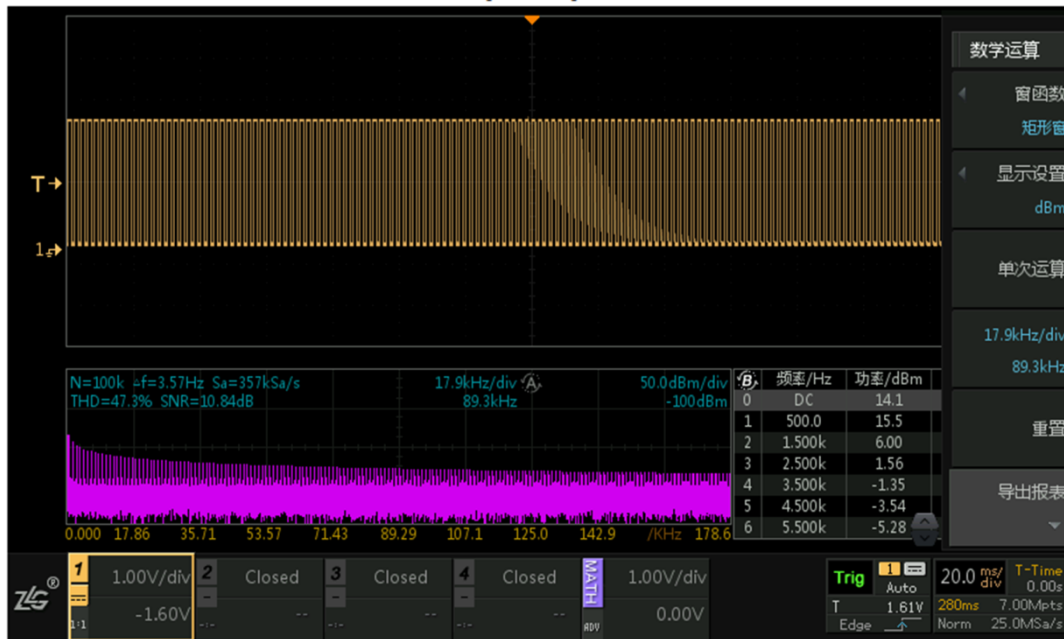 数学运算
窗函数
矩形窗
显示设置
dBm
单次运算
17.9kHz/div
89.3kHz
重置
导出报表
T
1
N=100k △f=3.57Hz Sa=357kSa/s
THD=47.3% SNR=10.84dB
17.9kHz/div A
89.3kHz
50.0dBm/div
-100dBm
B 频率/Hz 功率/dBm
0 DC 14.1
1 500.0 15.5
2 1.500k 6.00
3 2.500k 1.56
4 3.500k -1.35
5 4.500k -3.54
6 5.500k -5.28
0.000 17.86 35.71 53.57 71.43 89.29 107.1 125.0 142.9 /KHz 178.6
ZLG®
1 1.00V/div
-1.60V
1:1
2 Closed
--
-:-
3 Closed
--
-:-
4 Closed
--
-:-
MATH 1.00V/div
ADV 0.00V
Trig 1 Auto
T 1.61V
Edge
20.0 ms/div T-Time
0.00s
280ms 7.00Mpts
Norm 25.0MSa/s